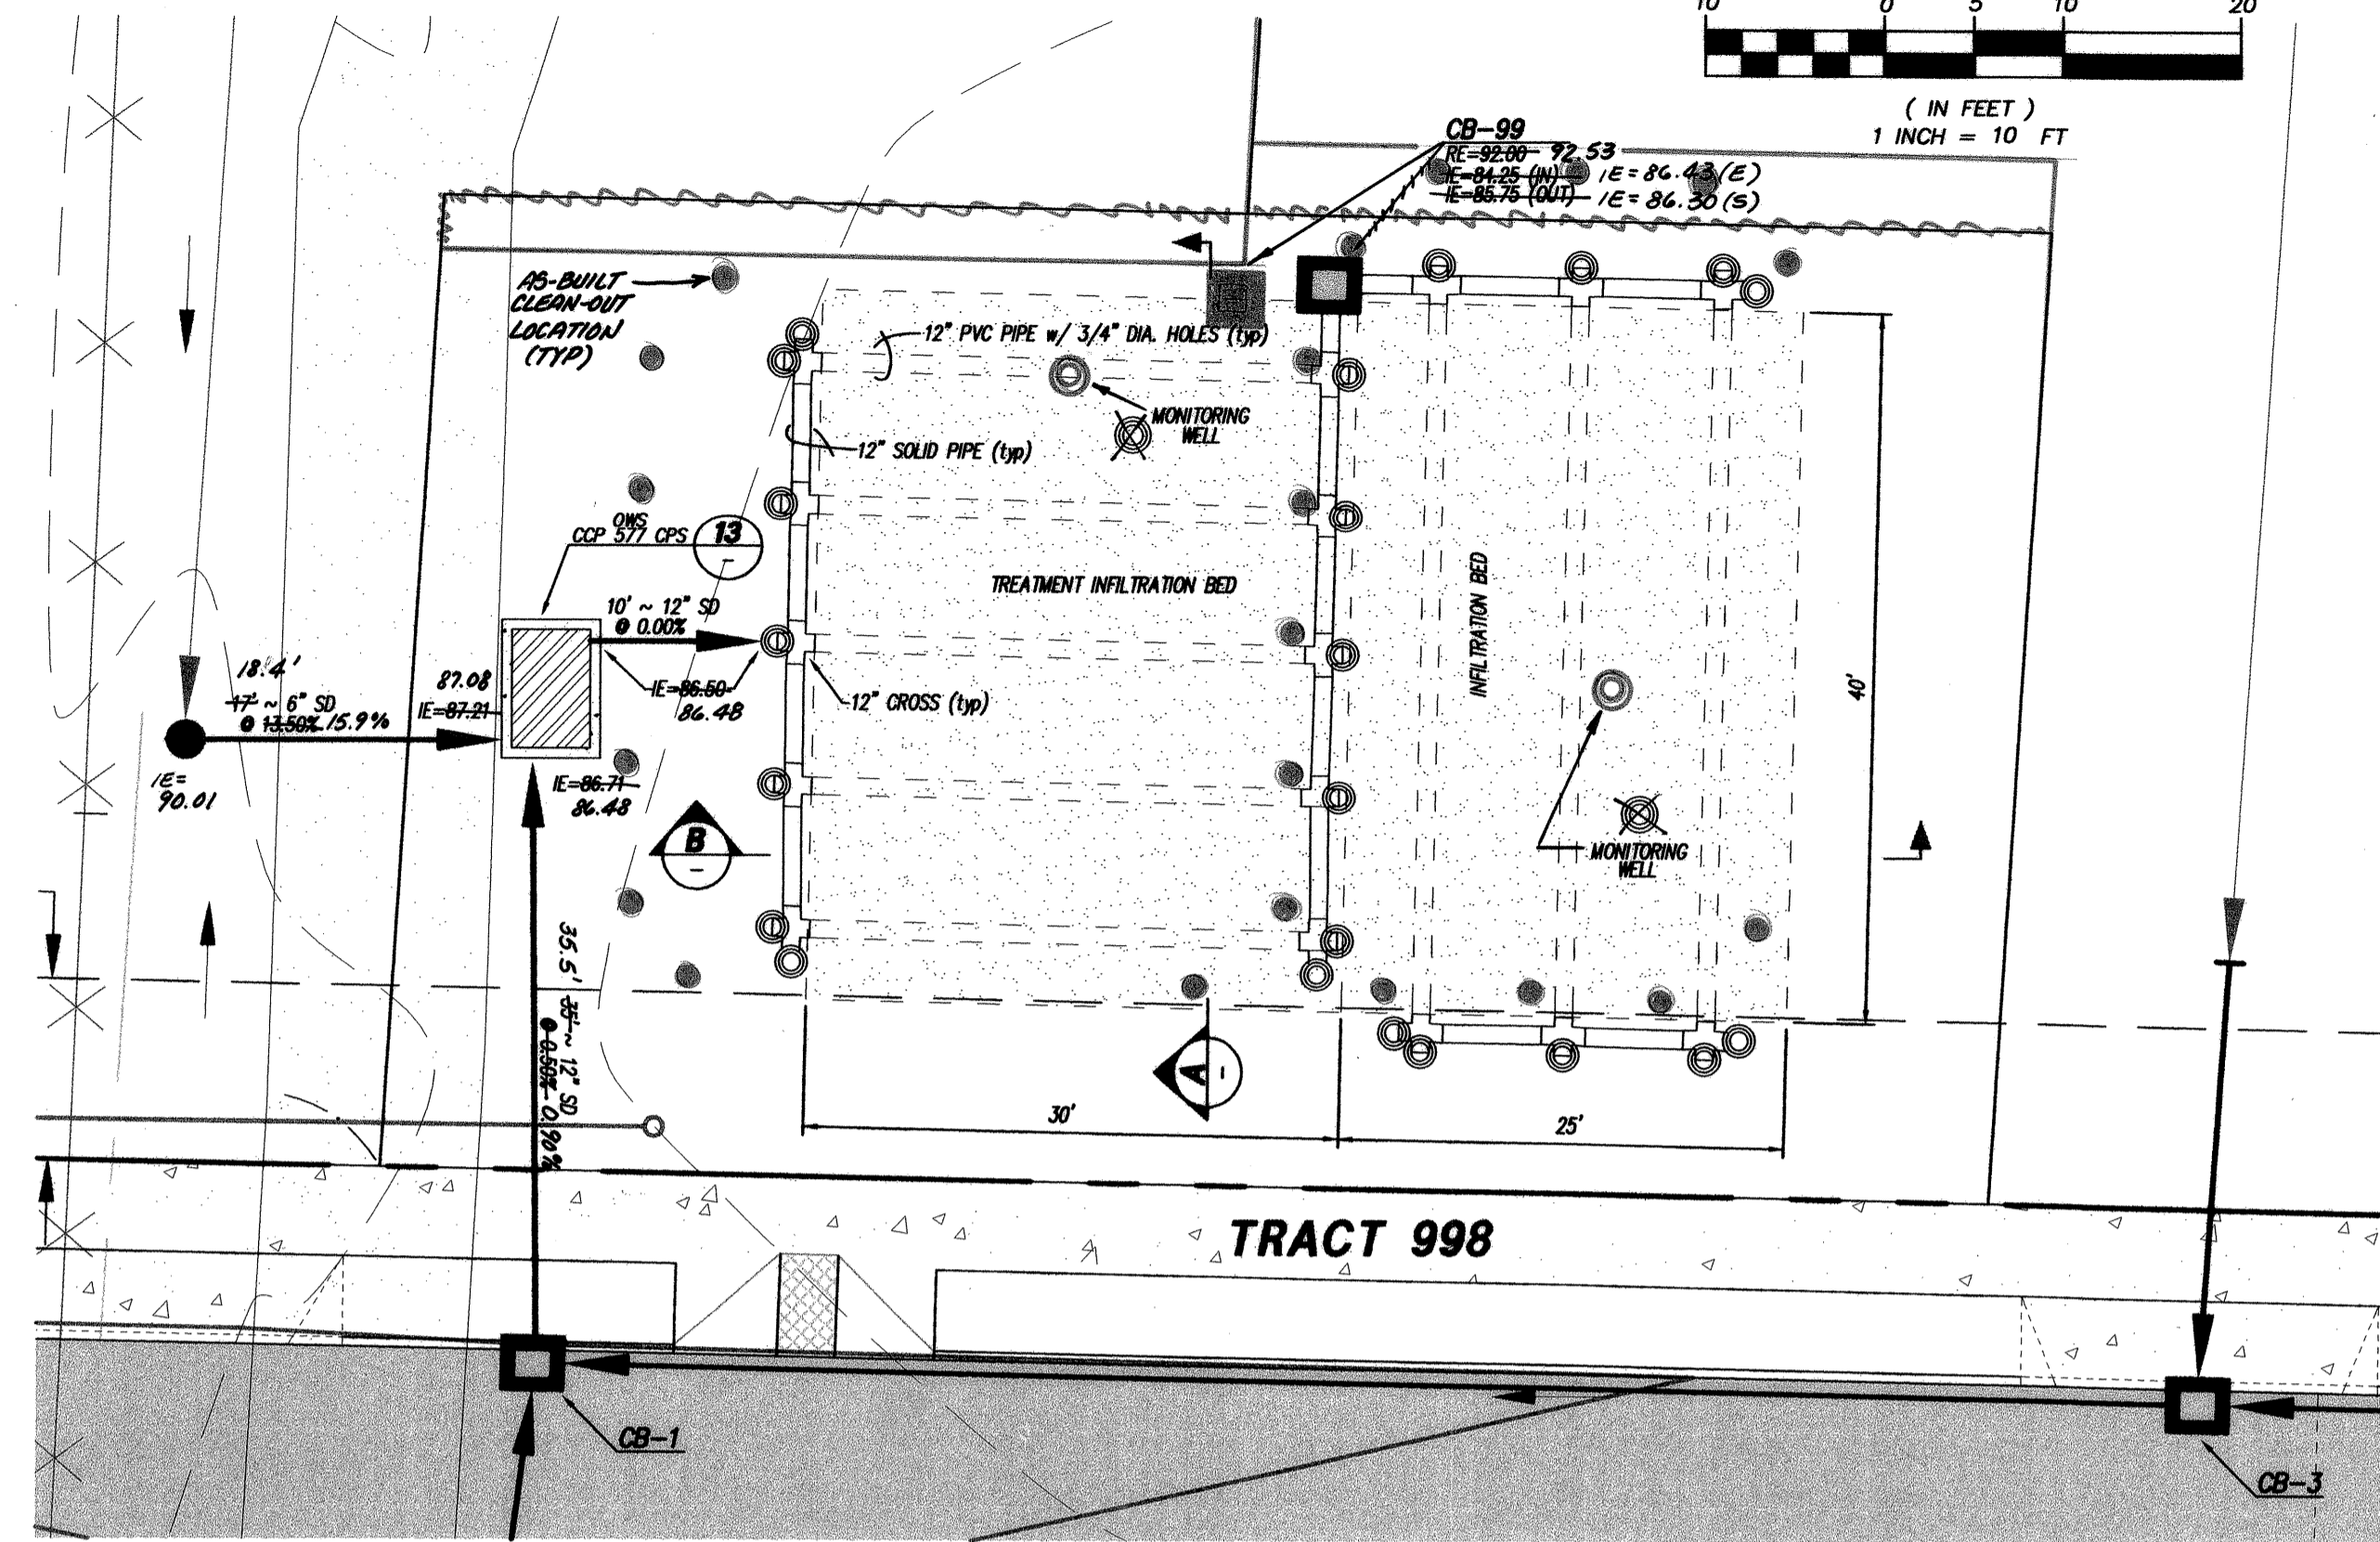 10 0 5 10 20
( IN FEET )
1 INCH = 10 FT
CB-99
RE=92.00 92.53
IE=84.25 (IN) IE=86.43(E)
IE=85.75 (OUT) IE=86.30(S)
AS-BUILT
CLEAN-OUT
LOCATION
(TYP)
12" PVC PIPE w/ 3/4" DIA. HOLES (typ)
MONITORING
WELL
12" SOLID PIPE (typ)
OWS
CCP 577 CPS
13
-
TREATMENT INFILTRATION BED
INFILTRATION BED
10' ~ 12" SD
@ 0.00%
18.4'
17' ~ 6" SD
@ 13.50% 15.9%
87.08
IE=87.21
IE=86.50
86.48
12" CROSS (typ)
40'
IE=
90.01
IE=86.71
86.48
B
-
MONITORING
WELL
35.5' 35' ~ 12" SD
@ 0.50% 0.90%
A
-
30'
25'
TRACT 998
CB-1
CB-3